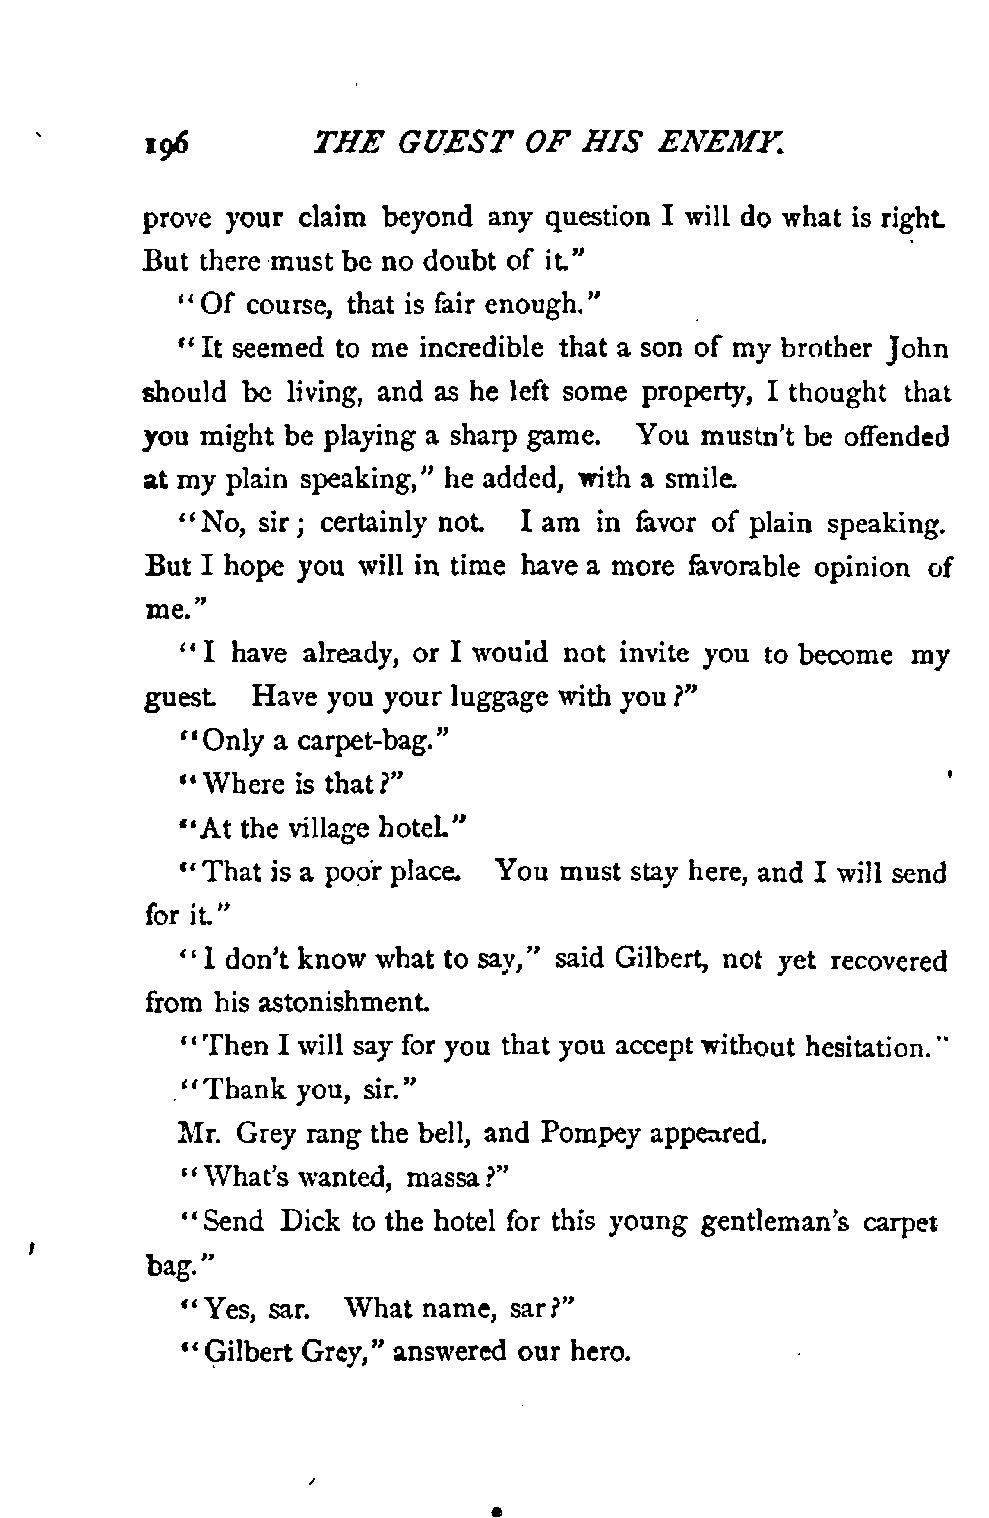 196 THE GUEST OF HIS ENEMY.
prove your claim beyond any question I will do what is right.
But there must be no doubt of it."
"Of course, that is fair enough."
"It seemed to me incredible that a son of my brother John
should be living, and as he left some property, I thought that
you might be playing a sharp game. You mustn't be offended
at my plain speaking," he added, with a smile.
"No, sir; certainly not. I am in favor of plain speaking.
But I hope you will in time have a more favorable opinion of
me."
"I have already, or I would not invite you to become my
guest. Have you your luggage with you?"
"Only a carpet-bag."
"Where is that?"
"At the village hotel."
"That is a poor place. You must stay here, and I will send
for it."
"I don't know what to say," said Gilbert, not yet recovered
from his astonishment.
"Then I will say for you that you accept without hesitation."
"Thank you, sir."
Mr. Grey rang the bell, and Pompey appeared.
"What's wanted, massa?"
"Send Dick to the hotel for this young gentleman's carpet
bag."
"Yes, sar. What name, sar?"
"Gilbert Grey," answered our hero.